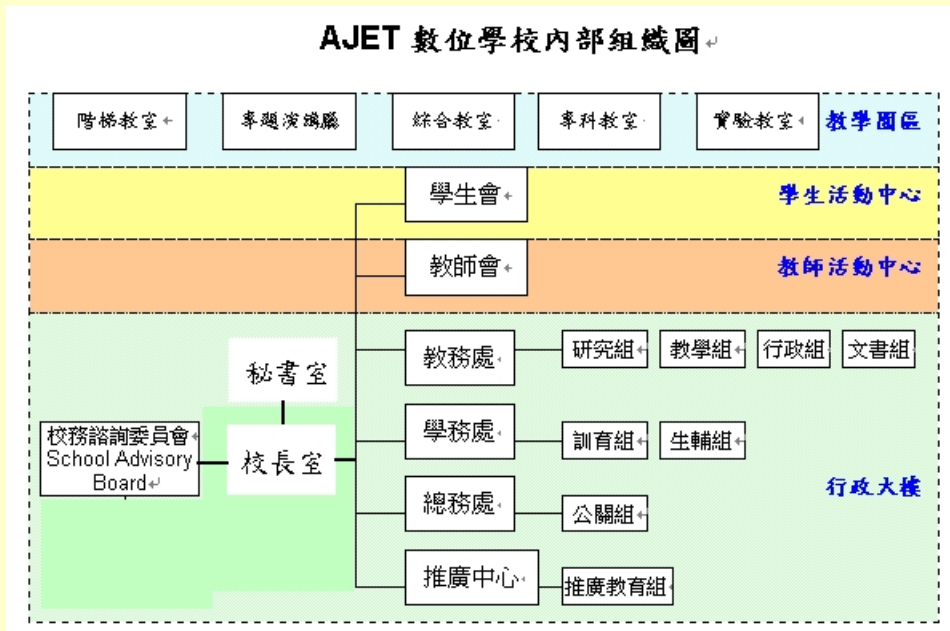 AJET 數位學校內部組織圖
階梯教室
專題演講廳
綜合教室
專科教室
實驗教室
教學園區
學生會
學生活動中心
教師會
教師活動中心
教務處
研究組
教學組
行政組
文書組
秘書室
校務諮詢委員會
School Advisory
Board
校長室
學務處
訓育組
生輔組
行政大樓
總務處
公關組
推廣中心
推廣教育組